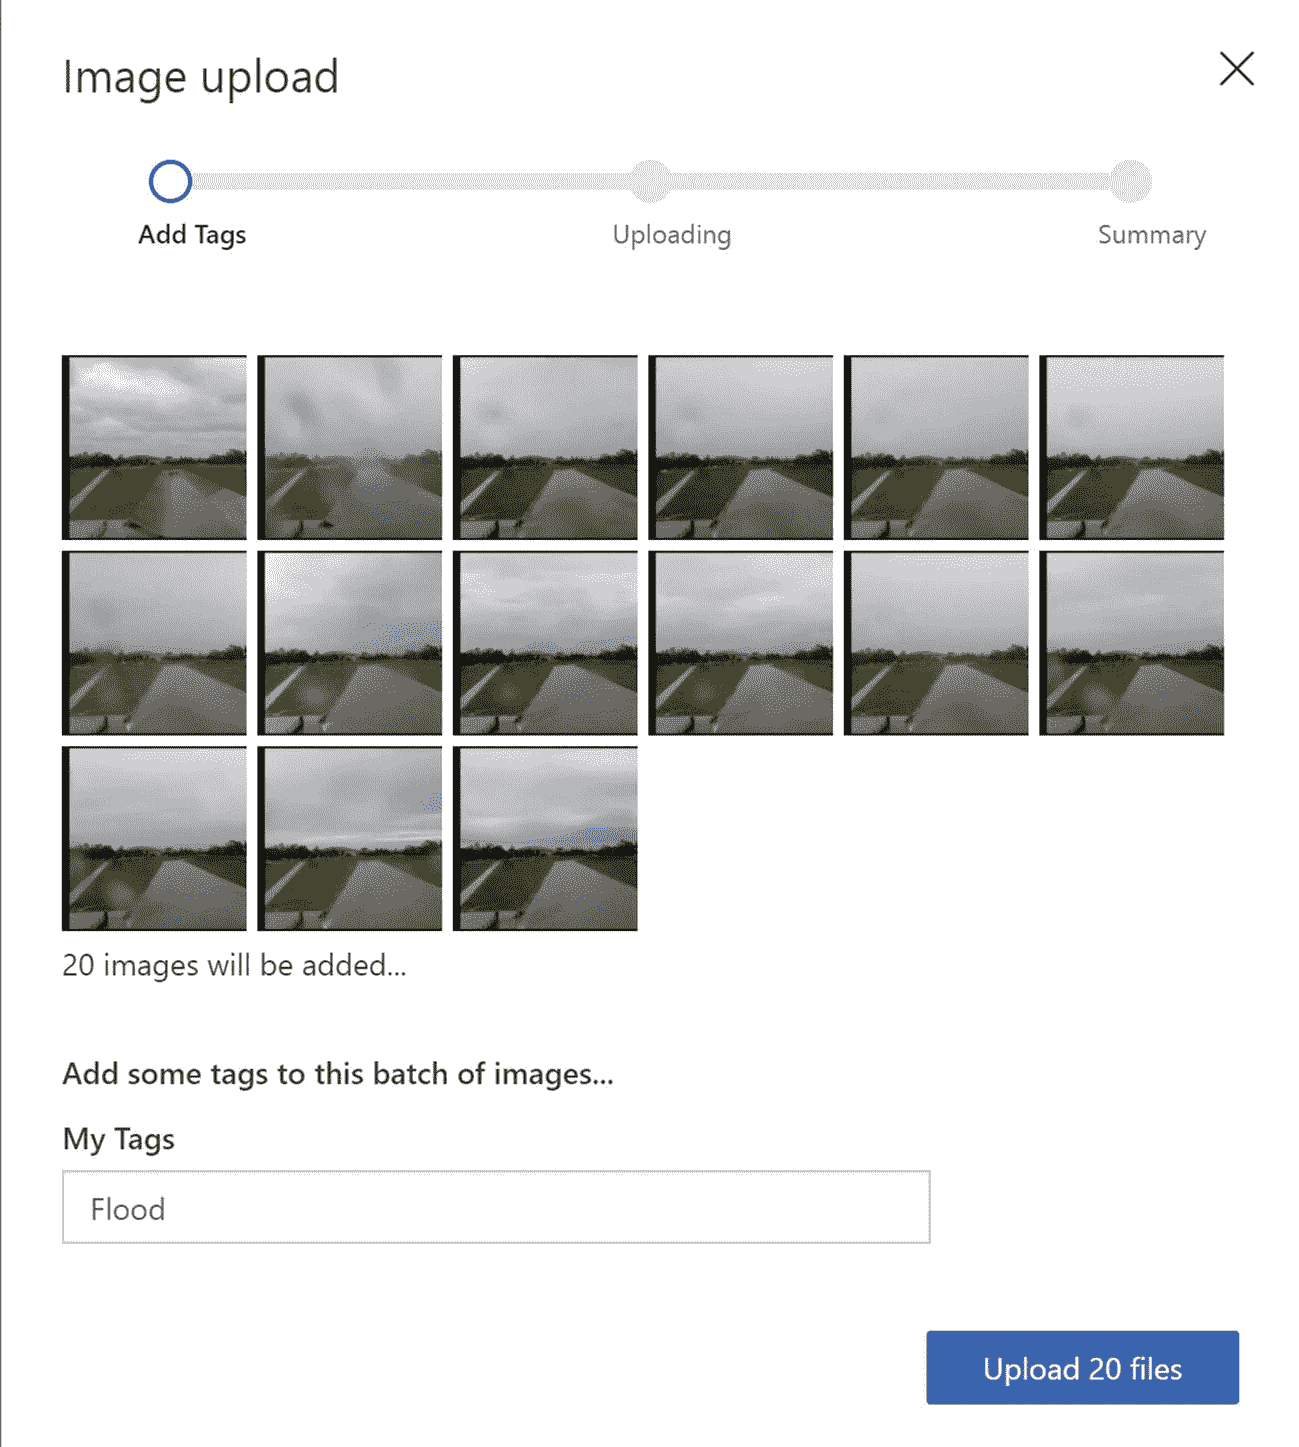 Image upload
Add Tags
Uploading
Summary
20 images will be added...
Add some tags to this batch of images...
My Tags
Flood
Upload 20 files